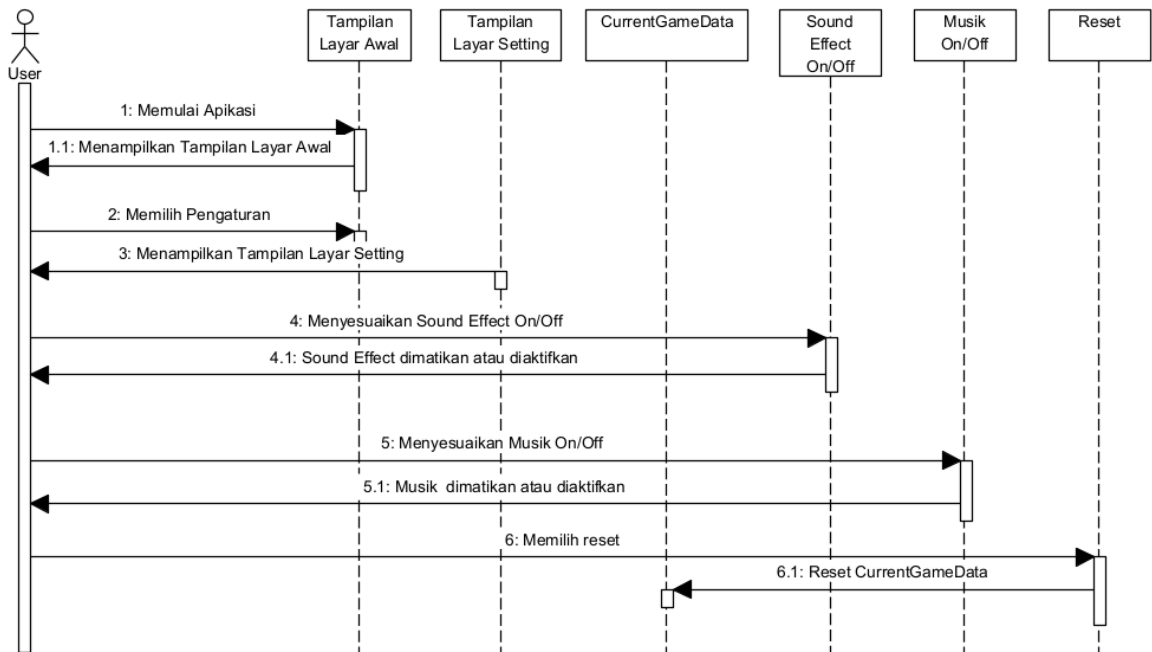 Tampilan
Layar Awal
Tampilan
Layar Setting
CurrentGameData
Sound
Effect
On/Off
Musik
On/Off
Reset
User
1: Memulai Apikasi
1.1: Menampilkan Tampilan Layar Awal
2: Memilih Pengaturan
3: Menampilkan Tampilan Layar Setting
4: Menyesuaikan Sound Effect On/Off
4.1: Sound Effect dimatikan atau diaktifkan
5: Menyesuaikan Musik On/Off
5.1: Musik dimatikan atau diaktifkan
6: Memilih reset
6.1: Reset CurrentGameData